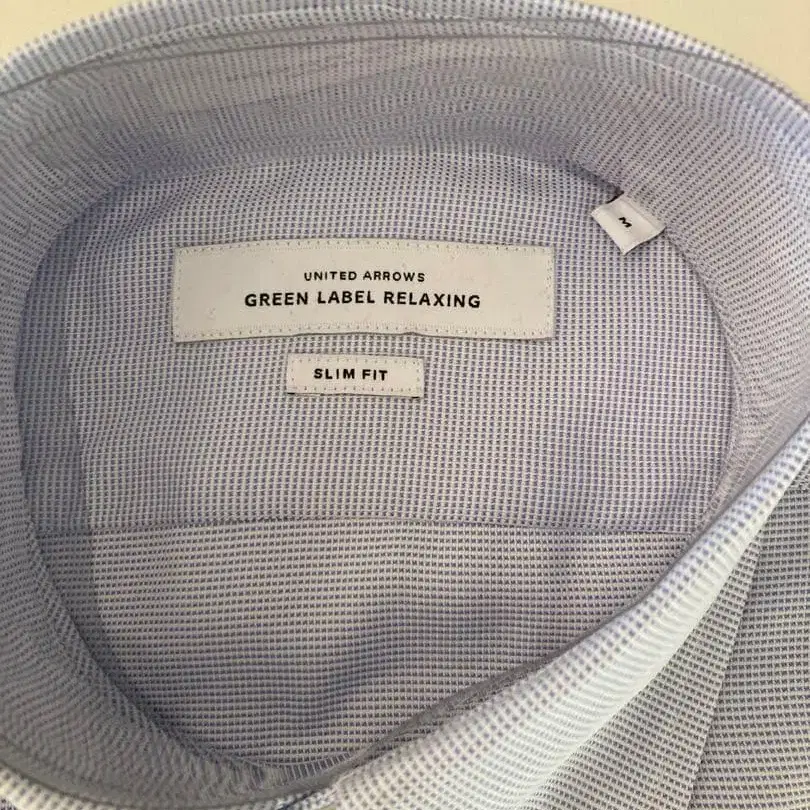 M
UNITED ARROWS
GREEN LABEL RELAXING
SLIM FIT